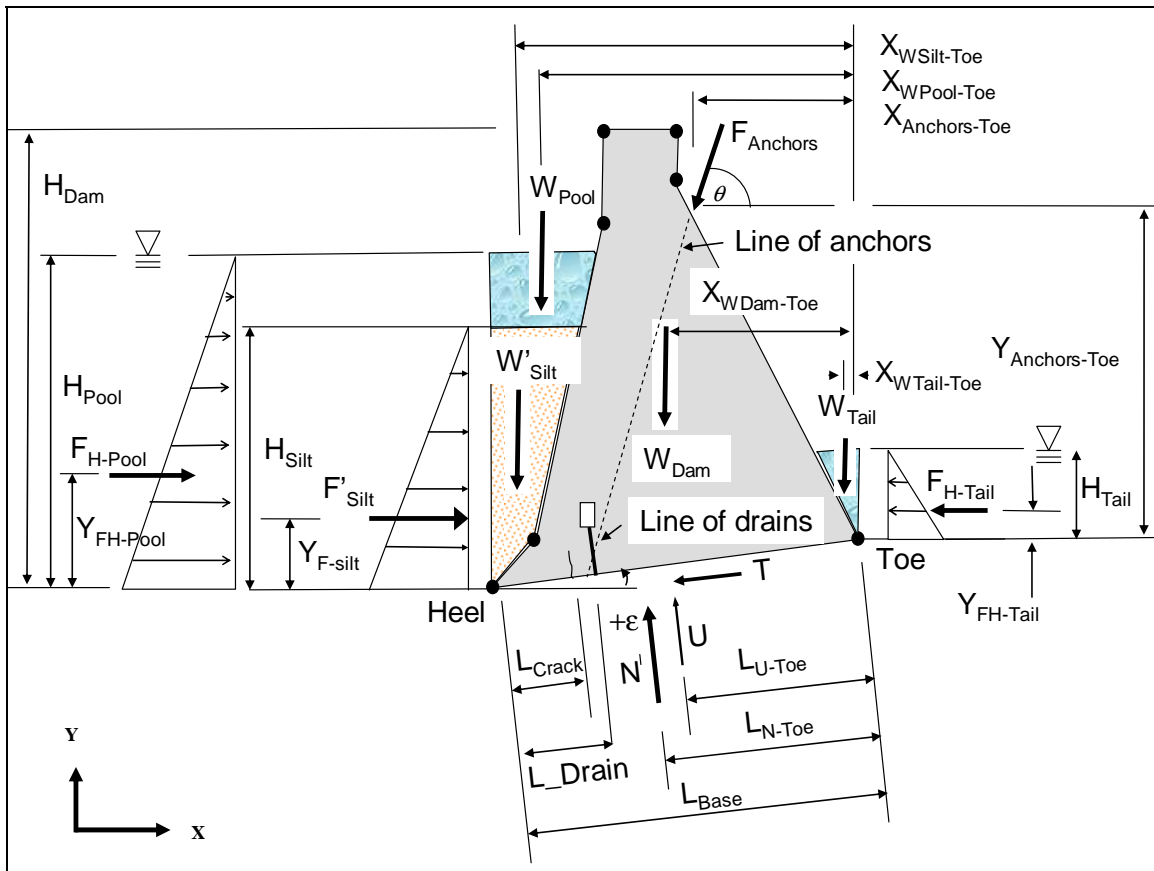 X_WSilt-Toe
X_WPool-Toe
X_Anchors-Toe
F_Anchors
H_Dam
W_Pool
θ
Line of anchors
X_WDam-Toe
Y_Anchors-Toe
W'_Silt
X_WTail-Toe
H_Pool
W_Tail
H_Silt
F_H-Pool
W_Dam
F_H-Tail
H_Tail
F'_Silt
Line of drains
Y_FH-Pool
Y_F-silt
Toe
T
Heel
Y_FH-Tail
+ε
U
L_Crack
N'
L_U-Toe
L_N-Toe
L_Drain
L_Base
Y
X